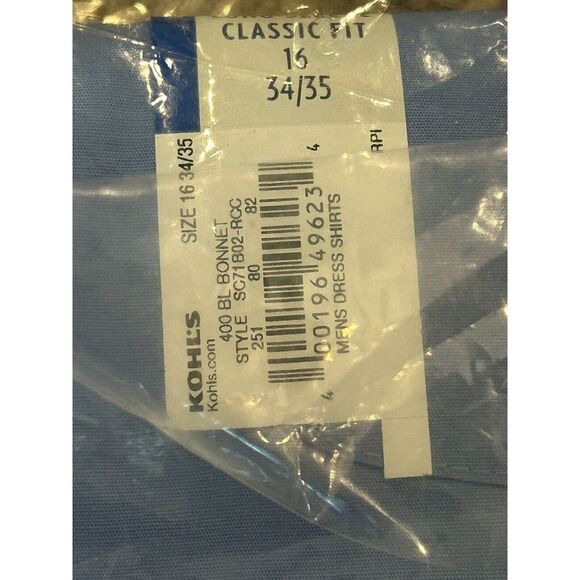 CLASSIC FIT
16
34/35
SIZE 16 34/35
RPI
400 BL BONNET
STYLE SC71B02-RCC
251 80 82
4 00196 49623 4
MENS DRESS SHIRTS
KOHL'S
Kohls.com